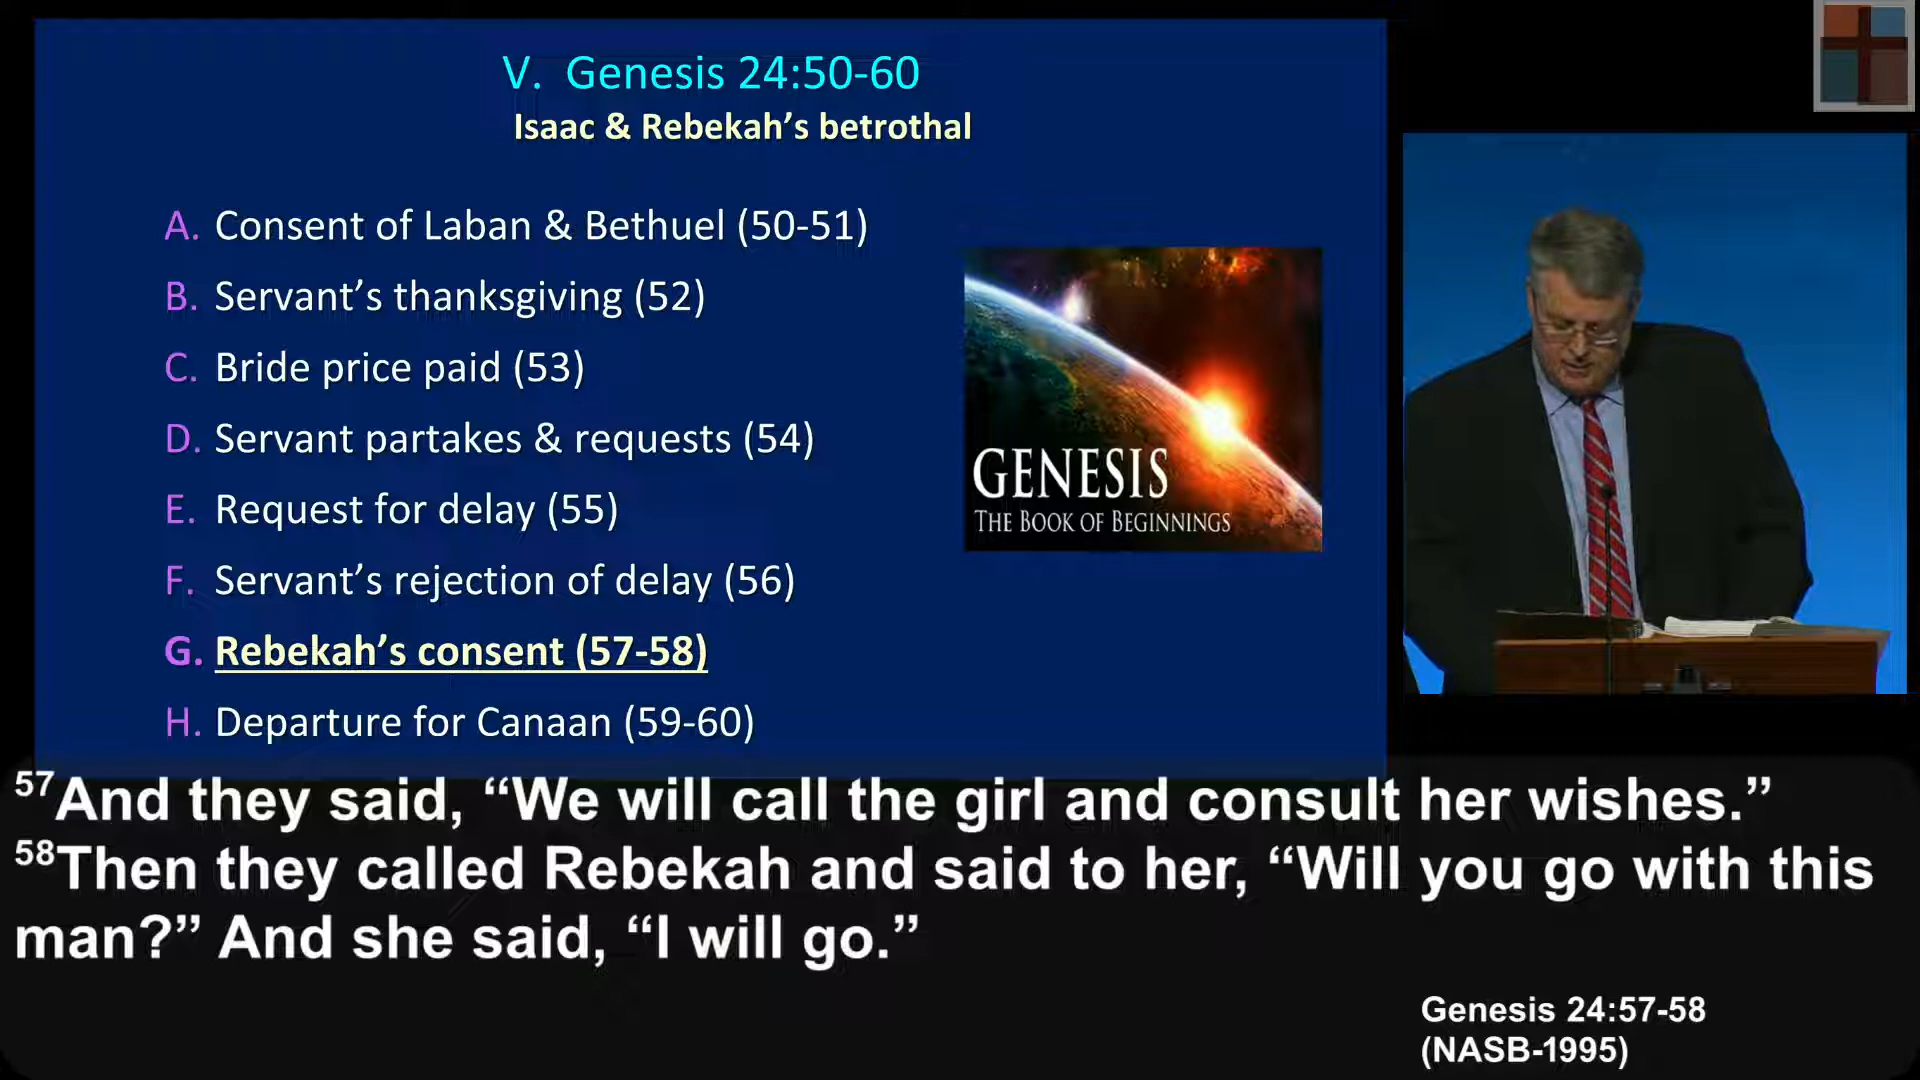 V. Genesis 24:50-60
Isaac & Rebekah’s betrothal
A. Consent of Laban & Bethuel (50-51)
B. Servant’s thanksgiving (52)
C. Bride price paid (53)
D. Servant partakes & requests (54)
E. Request for delay (55)
F. Servant’s rejection of delay (56)
G. Rebekah’s consent (57-58)
H. Departure for Canaan (59-60)
GENESIS
THE BOOK OF BEGINNINGS
57And they said, “We will call the girl and consult her wishes.”
58Then they called Rebekah and said to her, “Will you go with this
man?” And she said, “I will go.”
Genesis 24:57-58
(NASB-1995)